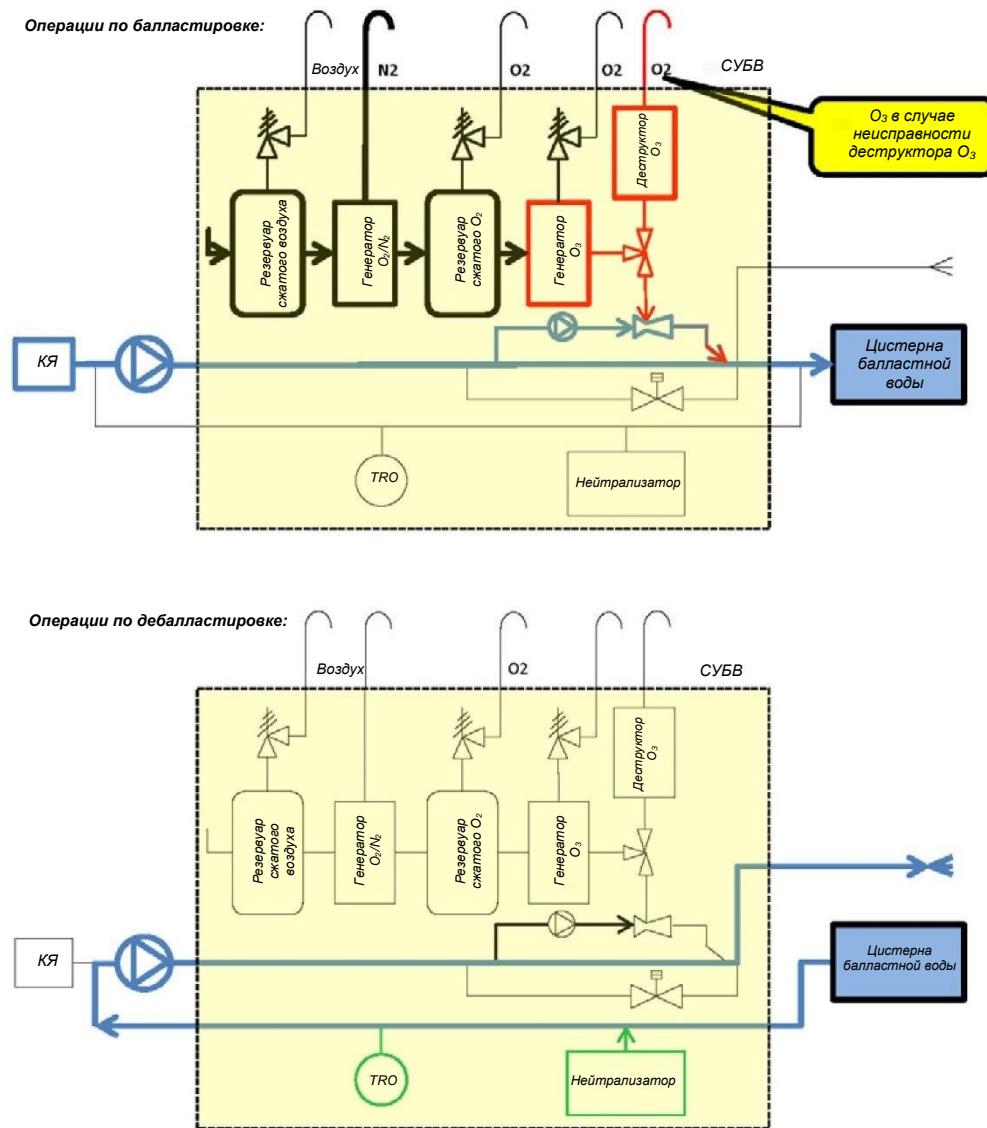 Операции по балластировке:
Воздух
N2
O2
O2
O2
СУБВ
O₃ в случае
неисправности
деструктора O₃
Деструктор
O₃
Резервуар
сжатого воздуха
Генератор
O₂/N₂
Резервуар
сжатого O₂
Генератор
O₃
КЯ
Цистерна
балластной
воды
TRO
Нейтрализатор
Операции по дебалластировке:
Воздух
O2
СУБВ
Деструктор
O₃
Резервуар
сжатого
воздуха
Генератор
O₂/N₂
Резервуар
сжатого O₂
Генератор
O₃
КЯ
Цистерна
балластной воды
TRO
Нейтрализатор